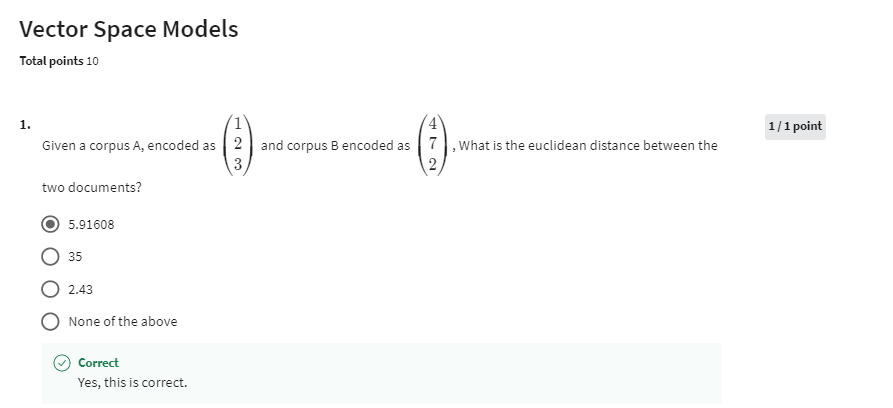 Vector Space Models
Total points 10
1.
1 / 1 point
Given a corpus A, encoded as (1 2 3) and corpus B encoded as (4 7 2) , What is the euclidean distance between the
two documents?
5.91608
35
2.43
None of the above
Correct
Yes, this is correct.